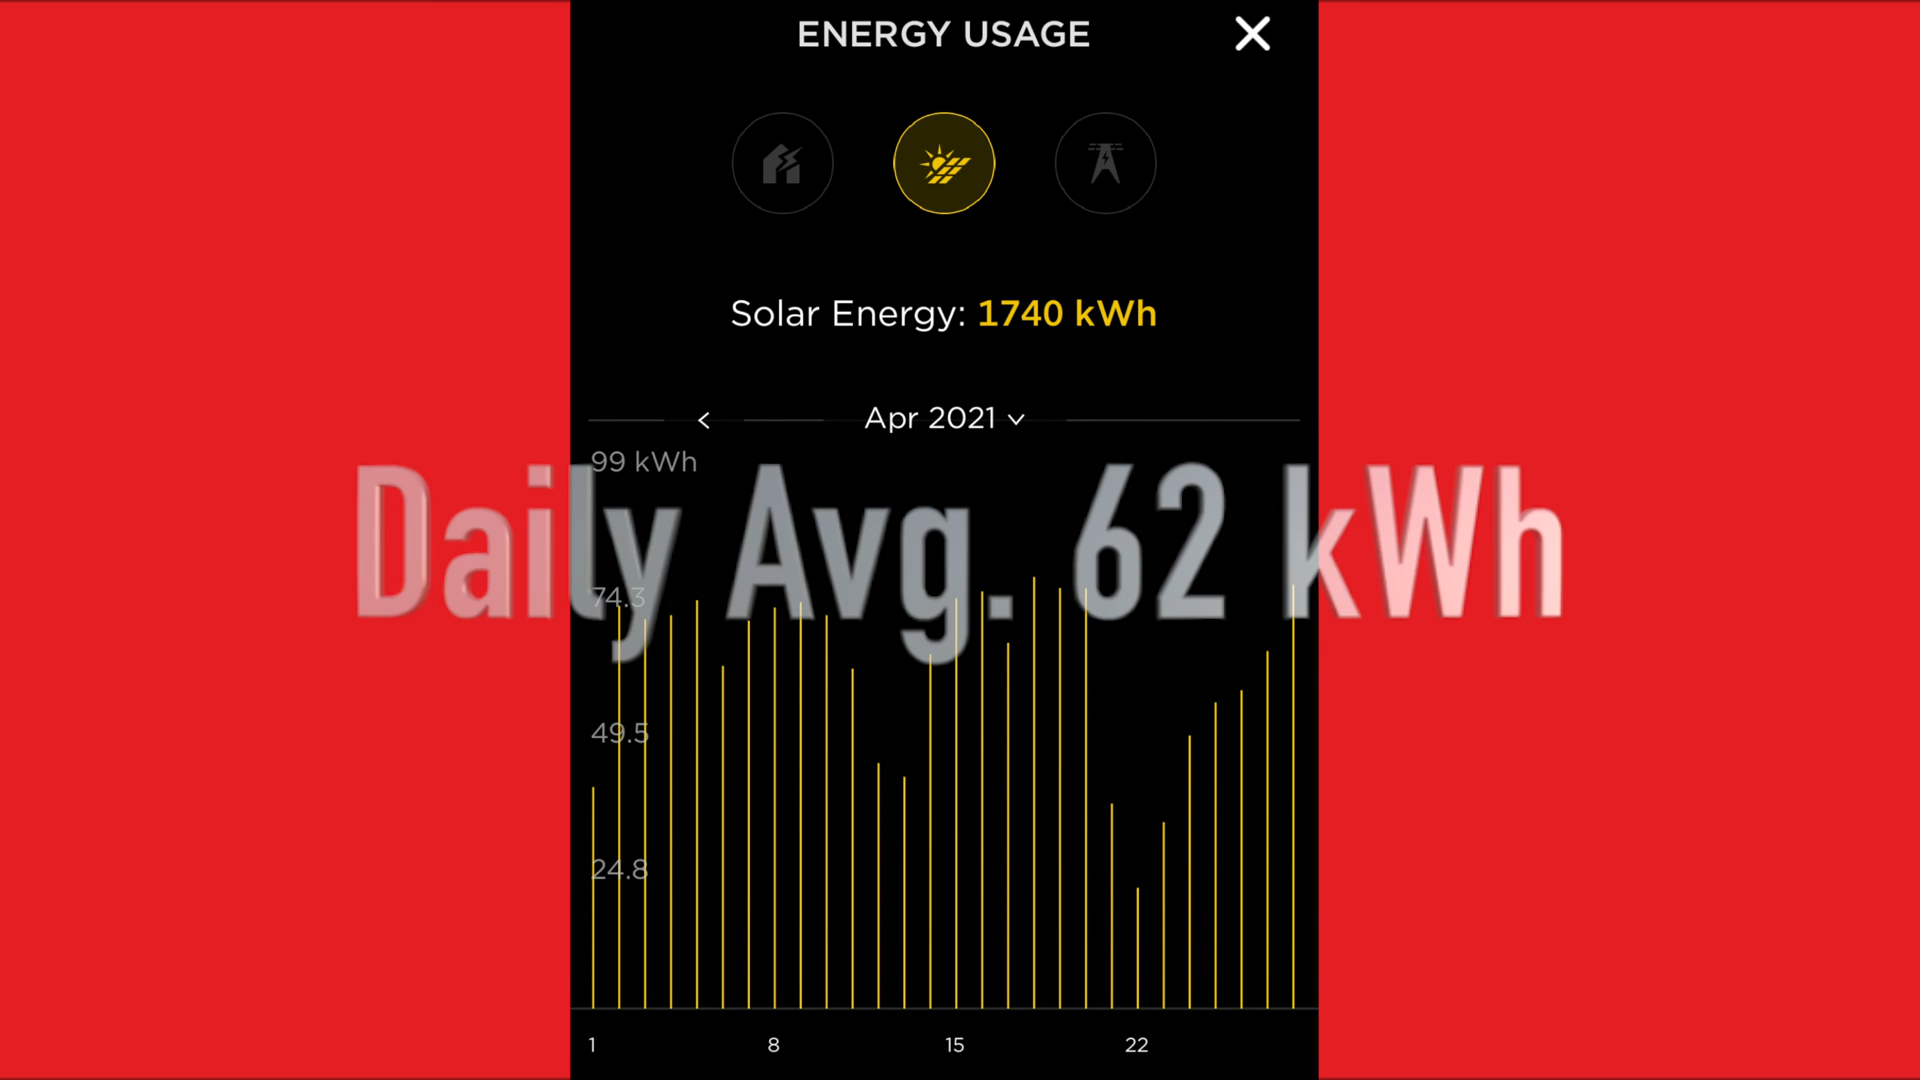 ENERGY USAGE
Solar Energy: 1740 kWh
Apr 2021
99 kWh
Daily Avg. 62 kWh
74.3
49.5
24.8
1 8 15 22